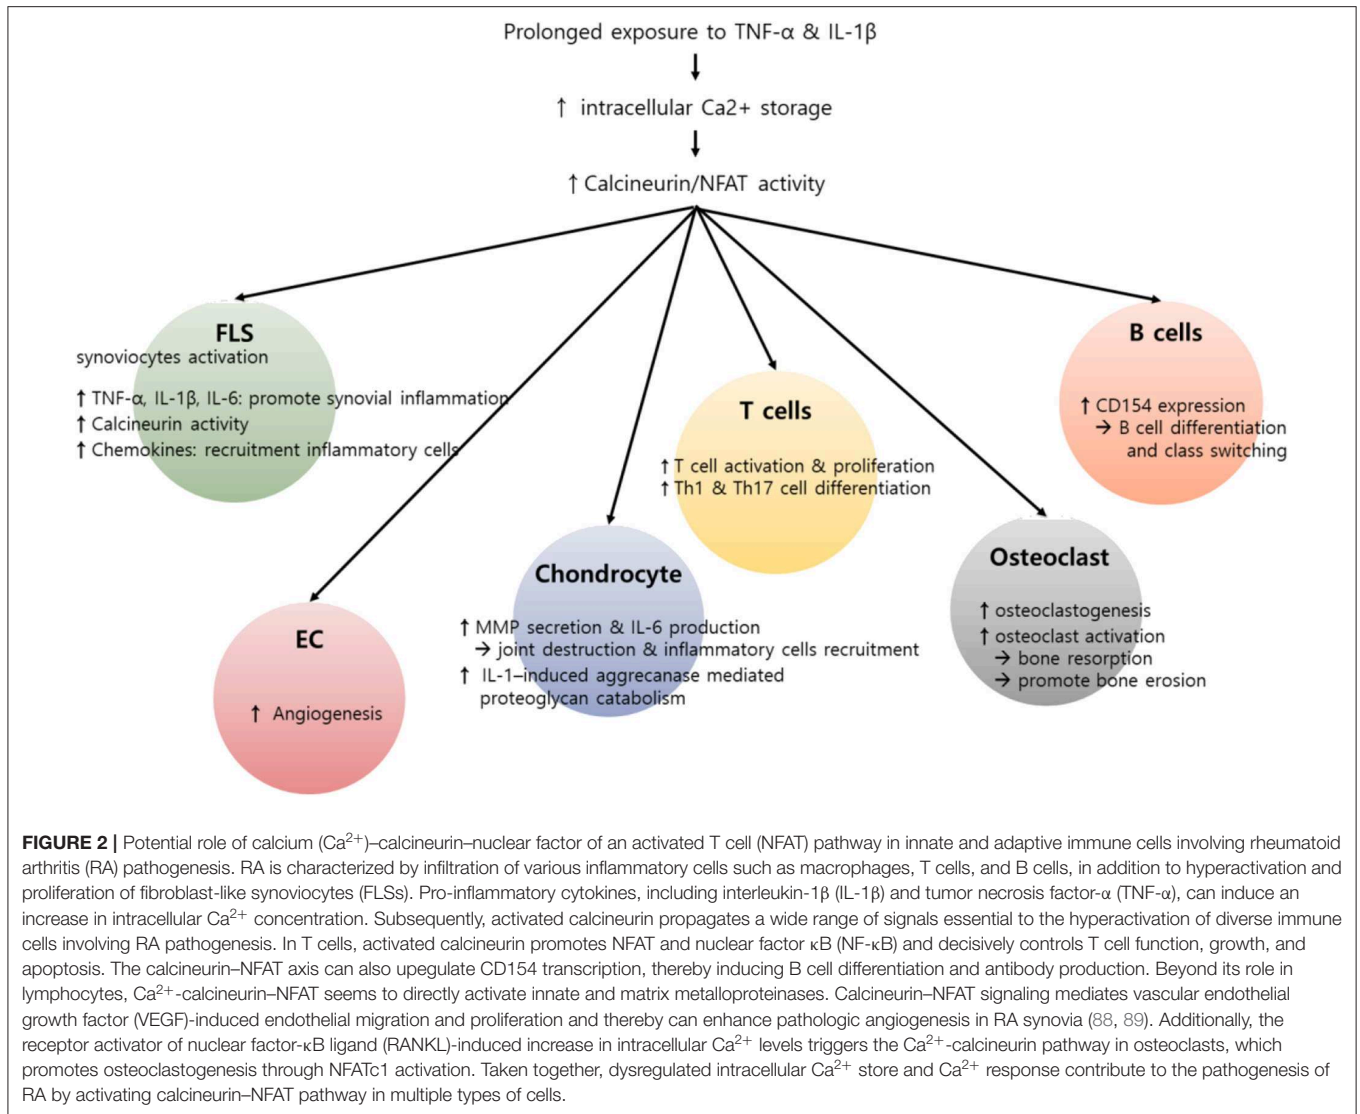 Prolonged exposure to TNF-α & IL-1β
↑ intracellular Ca2+ storage
↑ Calcineurin/NFAT activity
FLS
synoviocytes activation
↑ TNF-α, IL-1β, IL-6: promote synovial inflammation
↑ Calcineurin activity
↑ Chemokines: recruitment inflammatory cells
B cells
↑ CD154 expression
→ B cell differentiation
and class switching
T cells
↑ T cell activation & proliferation
↑ Th1 & Th17 cell differentiation
Osteoclast
↑ osteoclastogenesis
↑ osteoclast activation
→ bone resorption
→ promote bone erosion
Chondrocyte
↑ MMP secretion & IL-6 production
→ joint destruction & inflammatory cells recruitment
↑ IL-1–induced aggrecanase mediated
proteoglycan catabolism
EC
↑ Angiogenesis
FIGURE 2 | Potential role of calcium (Ca²⁺)–calcineurin–nuclear factor of an activated T cell (NFAT) pathway in innate and adaptive immune cells involving rheumatoid
arthritis (RA) pathogenesis. RA is characterized by infiltration of various inflammatory cells such as macrophages, T cells, and B cells, in addition to hyperactivation and
proliferation of fibroblast-like synoviocytes (FLSs). Pro-inflammatory cytokines, including interleukin-1β (IL-1β) and tumor necrosis factor-α (TNF-α), can induce an
increase in intracellular Ca²⁺ concentration. Subsequently, activated calcineurin propagates a wide range of signals essential to the hyperactivation of diverse immune
cells involving RA pathogenesis. In T cells, activated calcineurin promotes NFAT and nuclear factor κB (NF-κB) and decisively controls T cell function, growth, and
apoptosis. The calcineurin–NFAT axis can also upegulate CD154 transcription, thereby inducing B cell differentiation and antibody production. Beyond its role in
lymphocytes, Ca²⁺-calcineurin–NFAT seems to directly activate innate and matrix metalloproteinases. Calcineurin–NFAT signaling mediates vascular endothelial
growth factor (VEGF)-induced endothelial migration and proliferation and thereby can enhance pathologic angiogenesis in RA synovia (88, 89). Additionally, the
receptor activator of nuclear factor-κB ligand (RANKL)-induced increase in intracellular Ca²⁺ levels triggers the Ca²⁺-calcineurin pathway in osteoclasts, which
promotes osteoclastogenesis through NFATc1 activation. Taken together, dysregulated intracellular Ca²⁺ store and Ca²⁺ response contribute to the pathogenesis of
RA by activating calcineurin–NFAT pathway in multiple types of cells.